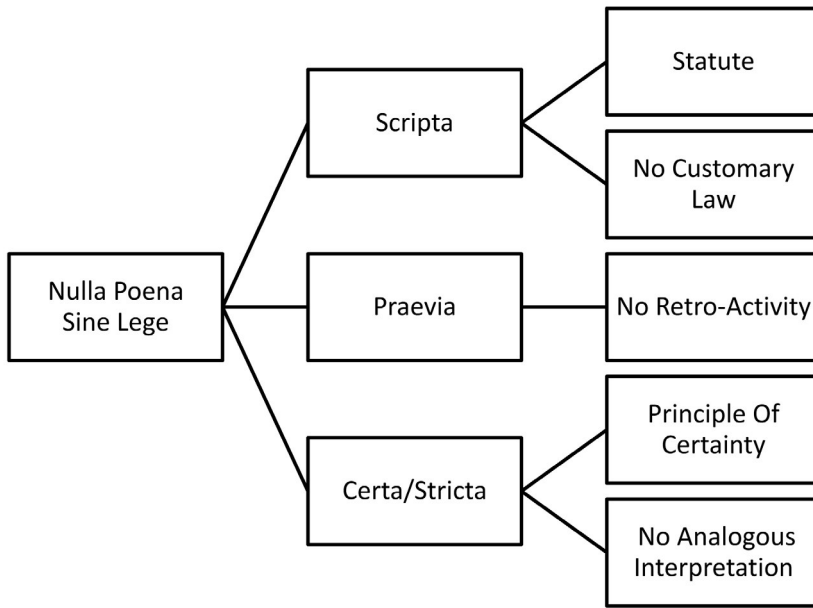 Nulla Poena
Sine Lege
Scripta
Statute
No Customary
Law
Praevia
No Retro-Activity
Certa/Stricta
Principle Of
Certainty
No Analogous
Interpretation